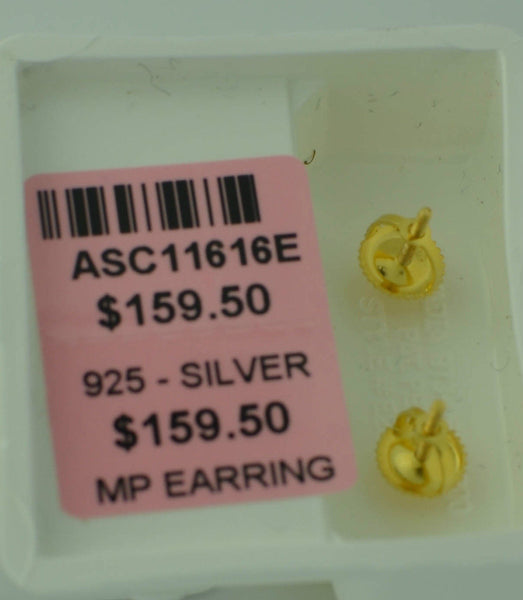 ASC11616E
$159.50
925 - SILVER
$159.50
MP EARRING